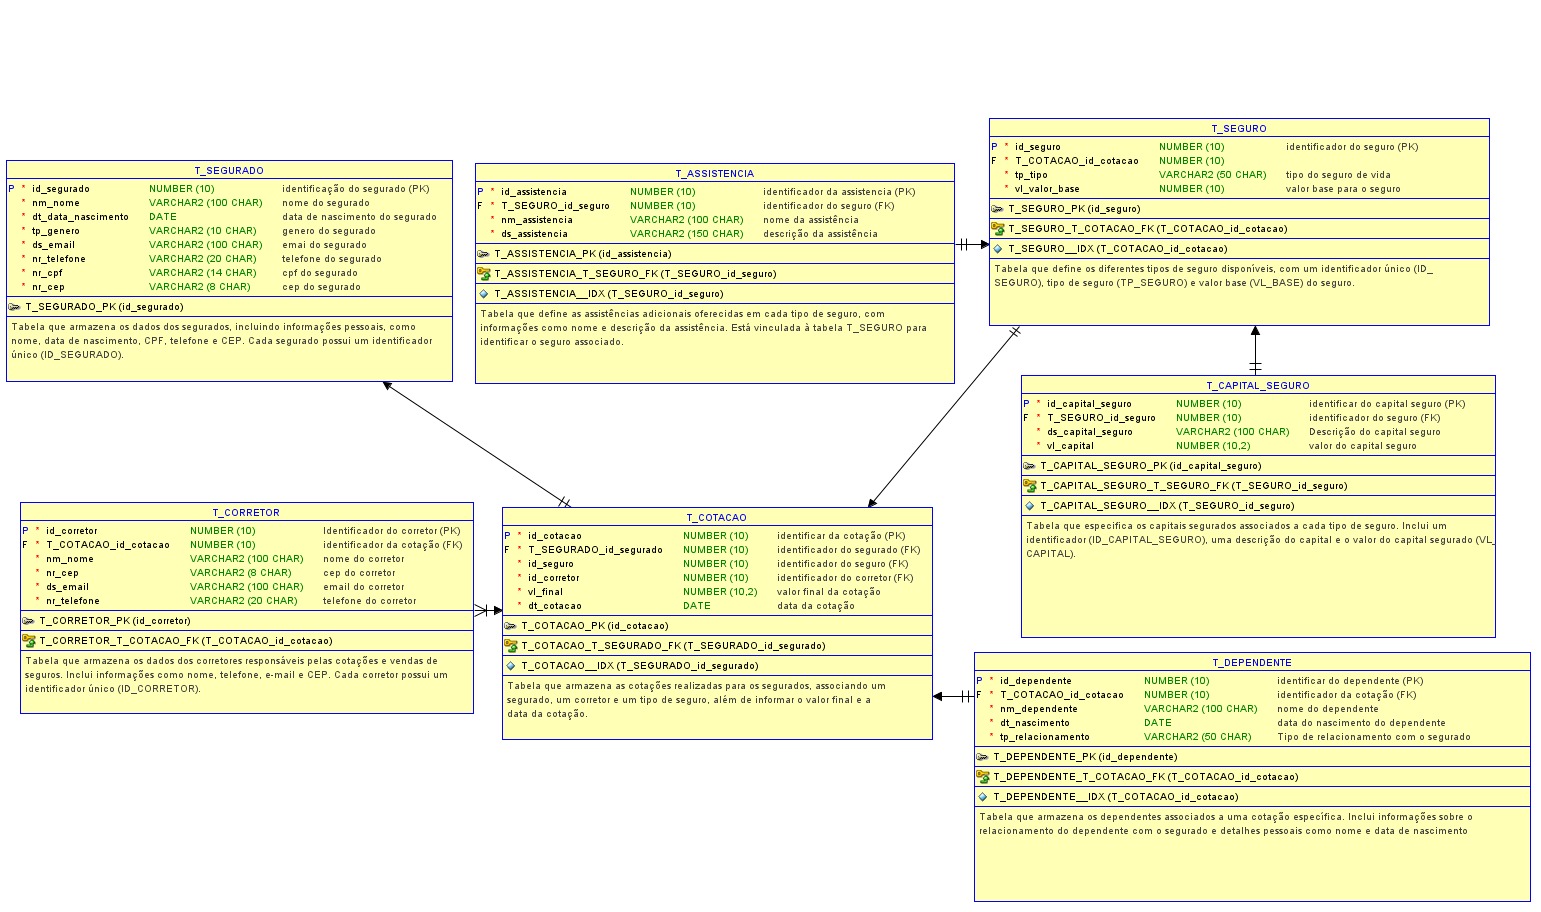 T_SEGURADO
P * id_segurado NUMBER (10) identificação do segurado (PK)
* nm_nome VARCHAR2 (100 CHAR) nome do segurado
* dt_data_nascimento DATE data de nascimento do segurado
* tp_genero VARCHAR2 (10 CHAR) genero do segurado
* ds_email VARCHAR2 (100 CHAR) emai do segurado
* nr_telefone VARCHAR2 (20 CHAR) telefone do segurado
* nr_cpf VARCHAR2 (14 CHAR) cpf do segurado
* nr_cep VARCHAR2 (8 CHAR) cep do segurado
T_SEGURADO_PK (id_segurado)
Tabela que armazena os dados dos segurados, incluindo informações pessoais, como
nome, data de nascimento, CPF, telefone e CEP. Cada segurado possui um identificador
único (ID_SEGURADO).
T_ASSISTENCIA
P * id_assistencia NUMBER (10) identificador da assistencia (PK)
F * T_SEGURO_id_seguro NUMBER (10) identificador do seguro (FK)
* nm_assistencia VARCHAR2 (100 CHAR) nome da assistência
* ds_assistencia VARCHAR2 (150 CHAR) descrição da assistência
T_ASSISTENCIA_PK (id_assistencia)
T_ASSISTENCIA_T_SEGURO_FK (T_SEGURO_id_seguro)
T_ASSISTENCIA__IDX (T_SEGURO_id_seguro)
Tabela que define as assistências adicionais oferecidas em cada tipo de seguro, com
informações como nome e descrição da assistência. Está vinculada à tabela T_SEGURO para
identificar o seguro associado.
T_SEGURO
P * id_seguro NUMBER (10) identificador do seguro (PK)
F * T_COTACAO_id_cotacao NUMBER (10)
* tp_tipo VARCHAR2 (50 CHAR) tipo do seguro de vida
* vl_valor_base NUMBER (10) valor base para o seguro
T_SEGURO_PK (id_seguro)
T_SEGURO_T_COTACAO_FK (T_COTACAO_id_cotacao)
T_SEGURO__IDX (T_COTACAO_id_cotacao)
Tabela que define os diferentes tipos de seguro disponíveis, com um identificador único (ID_
SEGURO), tipo de seguro (TP_SEGURO) e valor base (VL_BASE) do seguro.
T_CAPITAL_SEGURO
P * id_capital_seguro NUMBER (10) identificar do capital seguro (PK)
F * T_SEGURO_id_seguro NUMBER (10) identificador do seguro (FK)
* ds_capital_seguro VARCHAR2 (100 CHAR) Descrição do capital seguro
* vl_capital NUMBER (10,2) valor do capital seguro
T_CAPITAL_SEGURO_PK (id_capital_seguro)
T_CAPITAL_SEGURO_T_SEGURO_FK (T_SEGURO_id_seguro)
T_CAPITAL_SEGURO__IDX (T_SEGURO_id_seguro)
Tabela que especifica os capitais segurados associados a cada tipo de seguro. Inclui um
identificador (ID_CAPITAL_SEGURO), uma descrição do capital e o valor do capital segurado (VL_
CAPITAL).
T_CORRETOR
P * id_corretor NUMBER (10) Identificador do corretor (PK)
F * T_COTACAO_id_cotacao NUMBER (10) identificador da cotação (FK)
* nm_nome VARCHAR2 (100 CHAR) nome do corretor
* nr_cep VARCHAR2 (8 CHAR) cep do corretor
* ds_email VARCHAR2 (100 CHAR) email do corretor
* nr_telefone VARCHAR2 (20 CHAR) telefone do corretor
T_CORRETOR_PK (id_corretor)
T_CORRETOR_T_COTACAO_FK (T_COTACAO_id_cotacao)
Tabela que armazena os dados dos corretores responsáveis pelas cotações e vendas de
seguros. Inclui informações como nome, telefone, e-mail e CEP. Cada corretor possui um
identificador único (ID_CORRETOR).
T_COTACAO
P * id_cotacao NUMBER (10) identificar da cotação (PK)
F * T_SEGURADO_id_segurado NUMBER (10) identificador do segurado (FK)
* id_seguro NUMBER (10) identificador do seguro (FK)
* id_corretor NUMBER (10) identificador do corretor (FK)
* vl_final NUMBER (10,2) valor final da cotação
* dt_cotacao DATE data da cotação
T_COTACAO_PK (id_cotacao)
T_COTACAO_T_SEGURADO_FK (T_SEGURADO_id_segurado)
T_COTACAO__IDX (T_SEGURADO_id_segurado)
Tabela que armazena as cotações realizadas para os segurados, associando um
segurado, um corretor e um tipo de seguro, além de informar o valor final e a
data da cotação.
T_DEPENDENTE
P * id_dependente NUMBER (10) identificar do dependente (PK)
F * T_COTACAO_id_cotacao NUMBER (10) identificador da cotação (FK)
* nm_dependente VARCHAR2 (100 CHAR) nome do dependente
* dt_nascimento DATE data do nascimento do dependente
* tp_relacionamento VARCHAR2 (50 CHAR) Tipo de relacionamento com o segurado
T_DEPENDENTE_PK (id_dependente)
T_DEPENDENTE_T_COTACAO_FK (T_COTACAO_id_cotacao)
T_DEPENDENTE__IDX (T_COTACAO_id_cotacao)
Tabela que armazena os dependentes associados a uma cotação específica. Inclui informações sobre o
relacionamento do dependente com o segurado e detalhes pessoais como nome e data de nascimento